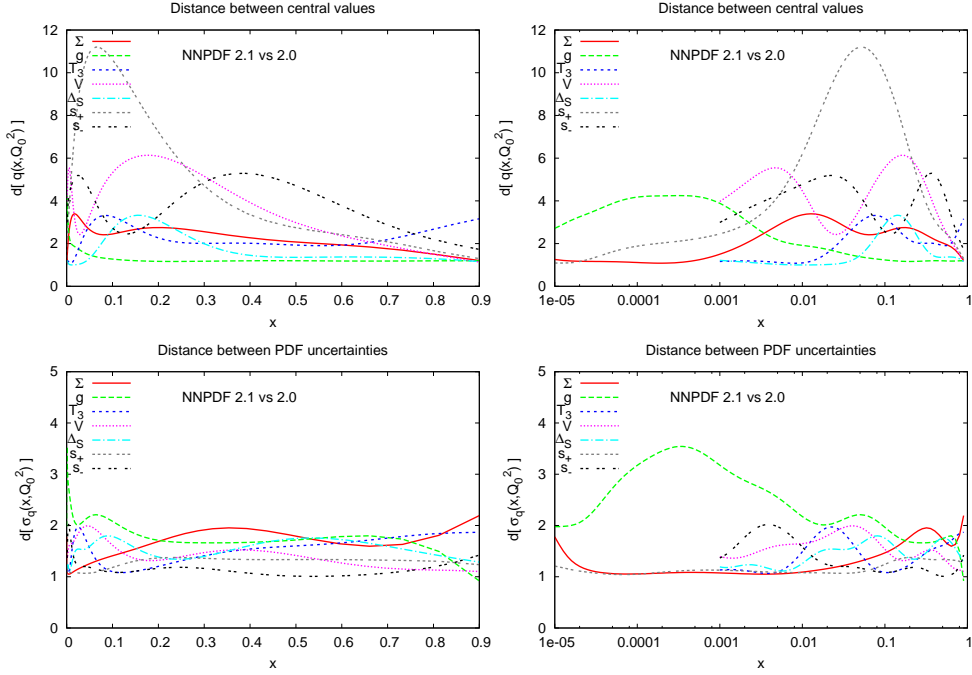 Distance between central values
12
10
8
6
4
2
0
d[ q(x,Q₀²) ]
Σ
g
T₃
V
Δ_S
s₊
s₋
NNPDF 2.1 vs 2.0
0 0.1 0.2 0.3 0.4 0.5 0.6 0.7 0.8 0.9
x
Distance between central values
12
10
8
6
4
2
0
d[ q(x,Q₀²) ]
Σ
g
T₃
V
Δ_S
s₊
s₋
NNPDF 2.1 vs 2.0
1e-05 0.0001 0.001 0.01 0.1 1
x
Distance between PDF uncertainties
5
4
3
2
1
0
d[ σ_q(x,Q₀²) ]
Σ
g
T₃
V
Δ_S
s₊
s₋
NNPDF 2.1 vs 2.0
0 0.1 0.2 0.3 0.4 0.5 0.6 0.7 0.8 0.9
x
Distance between PDF uncertainties
5
4
3
2
1
0
d[ σ_q(x,Q₀²) ]
Σ
g
T₃
V
Δ_S
s₊
s₋
NNPDF 2.1 vs 2.0
1e-05 0.0001 0.001 0.01 0.1 1
x